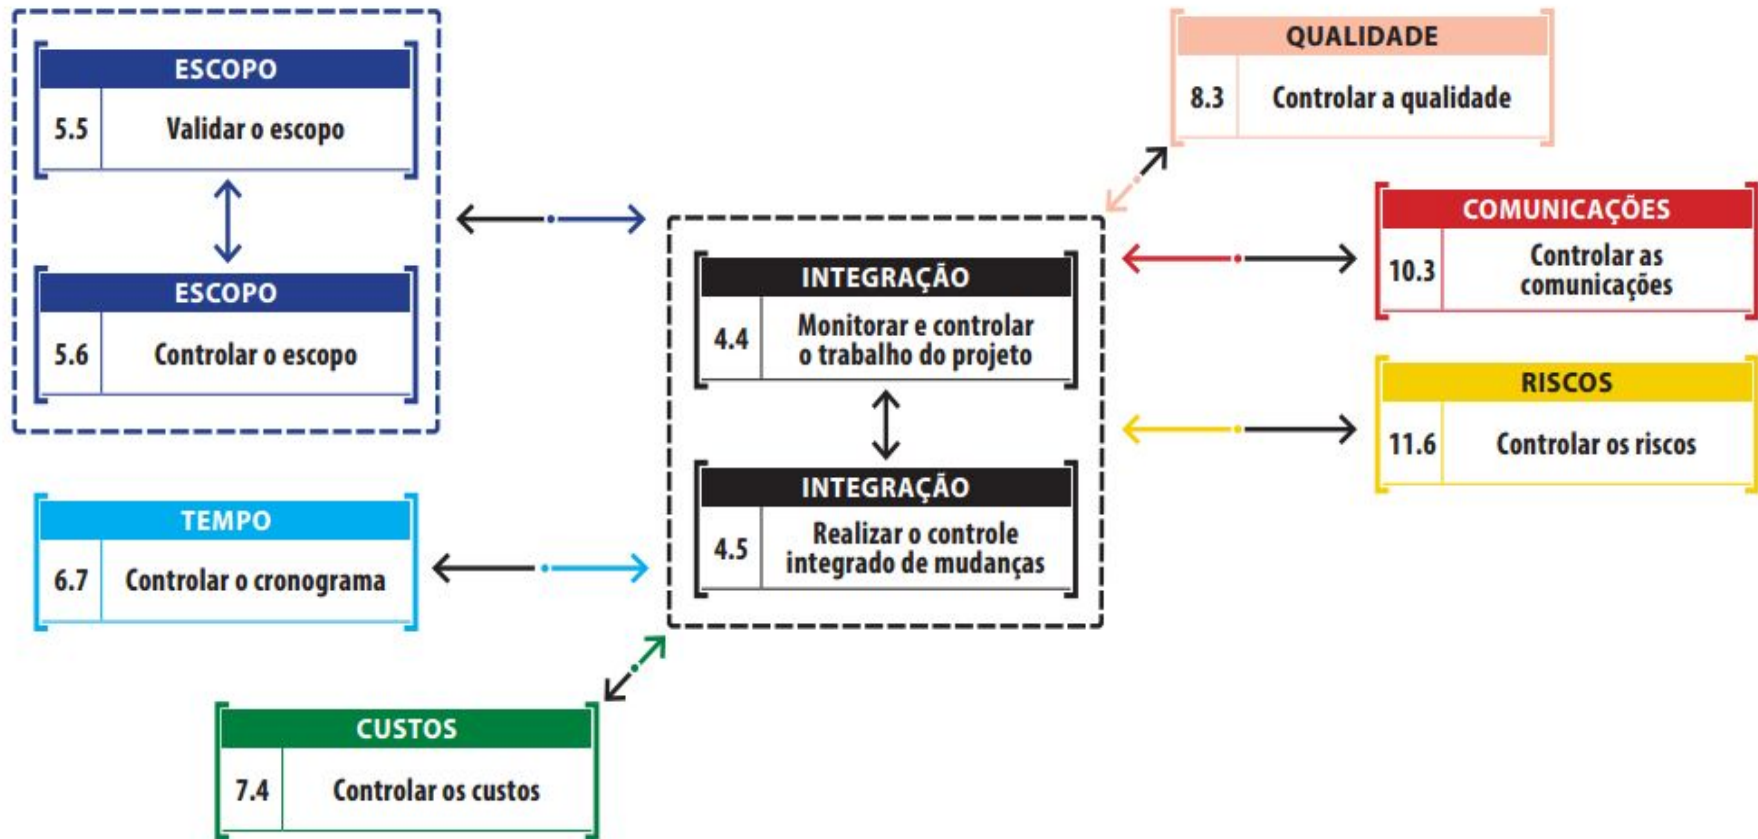 ESCOPO
5.5 Validar o escopo
ESCOPO
5.6 Controlar o escopo
TEMPO
6.7 Controlar o cronograma
CUSTOS
7.4 Controlar os custos
INTEGRAÇÃO
4.4 Monitorar e controlar
o trabalho do projeto
INTEGRAÇÃO
4.5 Realizar o controle
integrado de mudanças
QUALIDADE
8.3 Controlar a qualidade
COMUNICAÇÕES
10.3 Controlar as
comunicações
RISCOS
11.6 Controlar os riscos